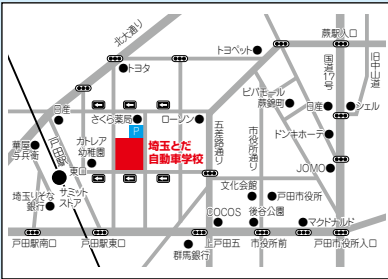 北大通り
トヨペット
蕨駅入口
トヨタ
国道17号
旧中山道
ビバモール
蕨錦町
日産
さくら薬局
ローソン
日産
シェル
P
埼玉とだ
自動車学校
五差路通り
市役所通り
ドンキホーテ
華屋
与兵衛
戸田駅
カトレア
幼稚園
東口
JOMO
サミット
ストア
埼玉りそな
銀行
文化会館
戸田市役所
COCOS
後谷公園
マクドナルド
戸田駅南口
戸田駅東口
上戸田五
市役所前
戸田市役所入口
群馬銀行